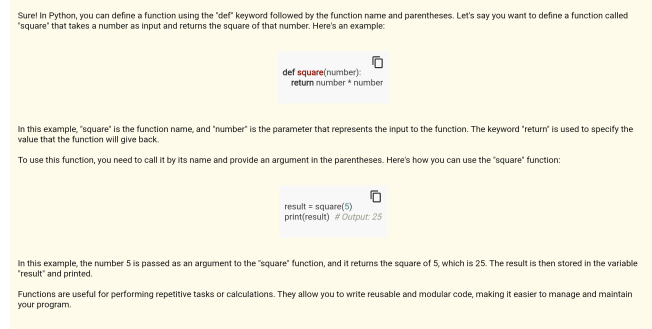 Sure! In Python, you can define a function using the "def" keyword followed by the function name and parentheses. Let's say you want to define a function called
"square" that takes a number as input and returns the square of that number. Here's an example:
def square(number):
return number * number
In this example, "square" is the function name, and "number" is the parameter that represents the input to the function. The keyword "return" is used to specify the
value that the function will give back.
To use this function, you need to call it by its name and provide an argument in the parentheses. Here's how you can use the "square" function:
result = square(5)
print(result) # Output: 25
In this example, the number 5 is passed as an argument to the "square" function, and it returns the square of 5, which is 25. The result is then stored in the variable
"result" and printed.
Functions are useful for performing repetitive tasks or calculations. They allow you to write reusable and modular code, making it easier to manage and maintain
your program.